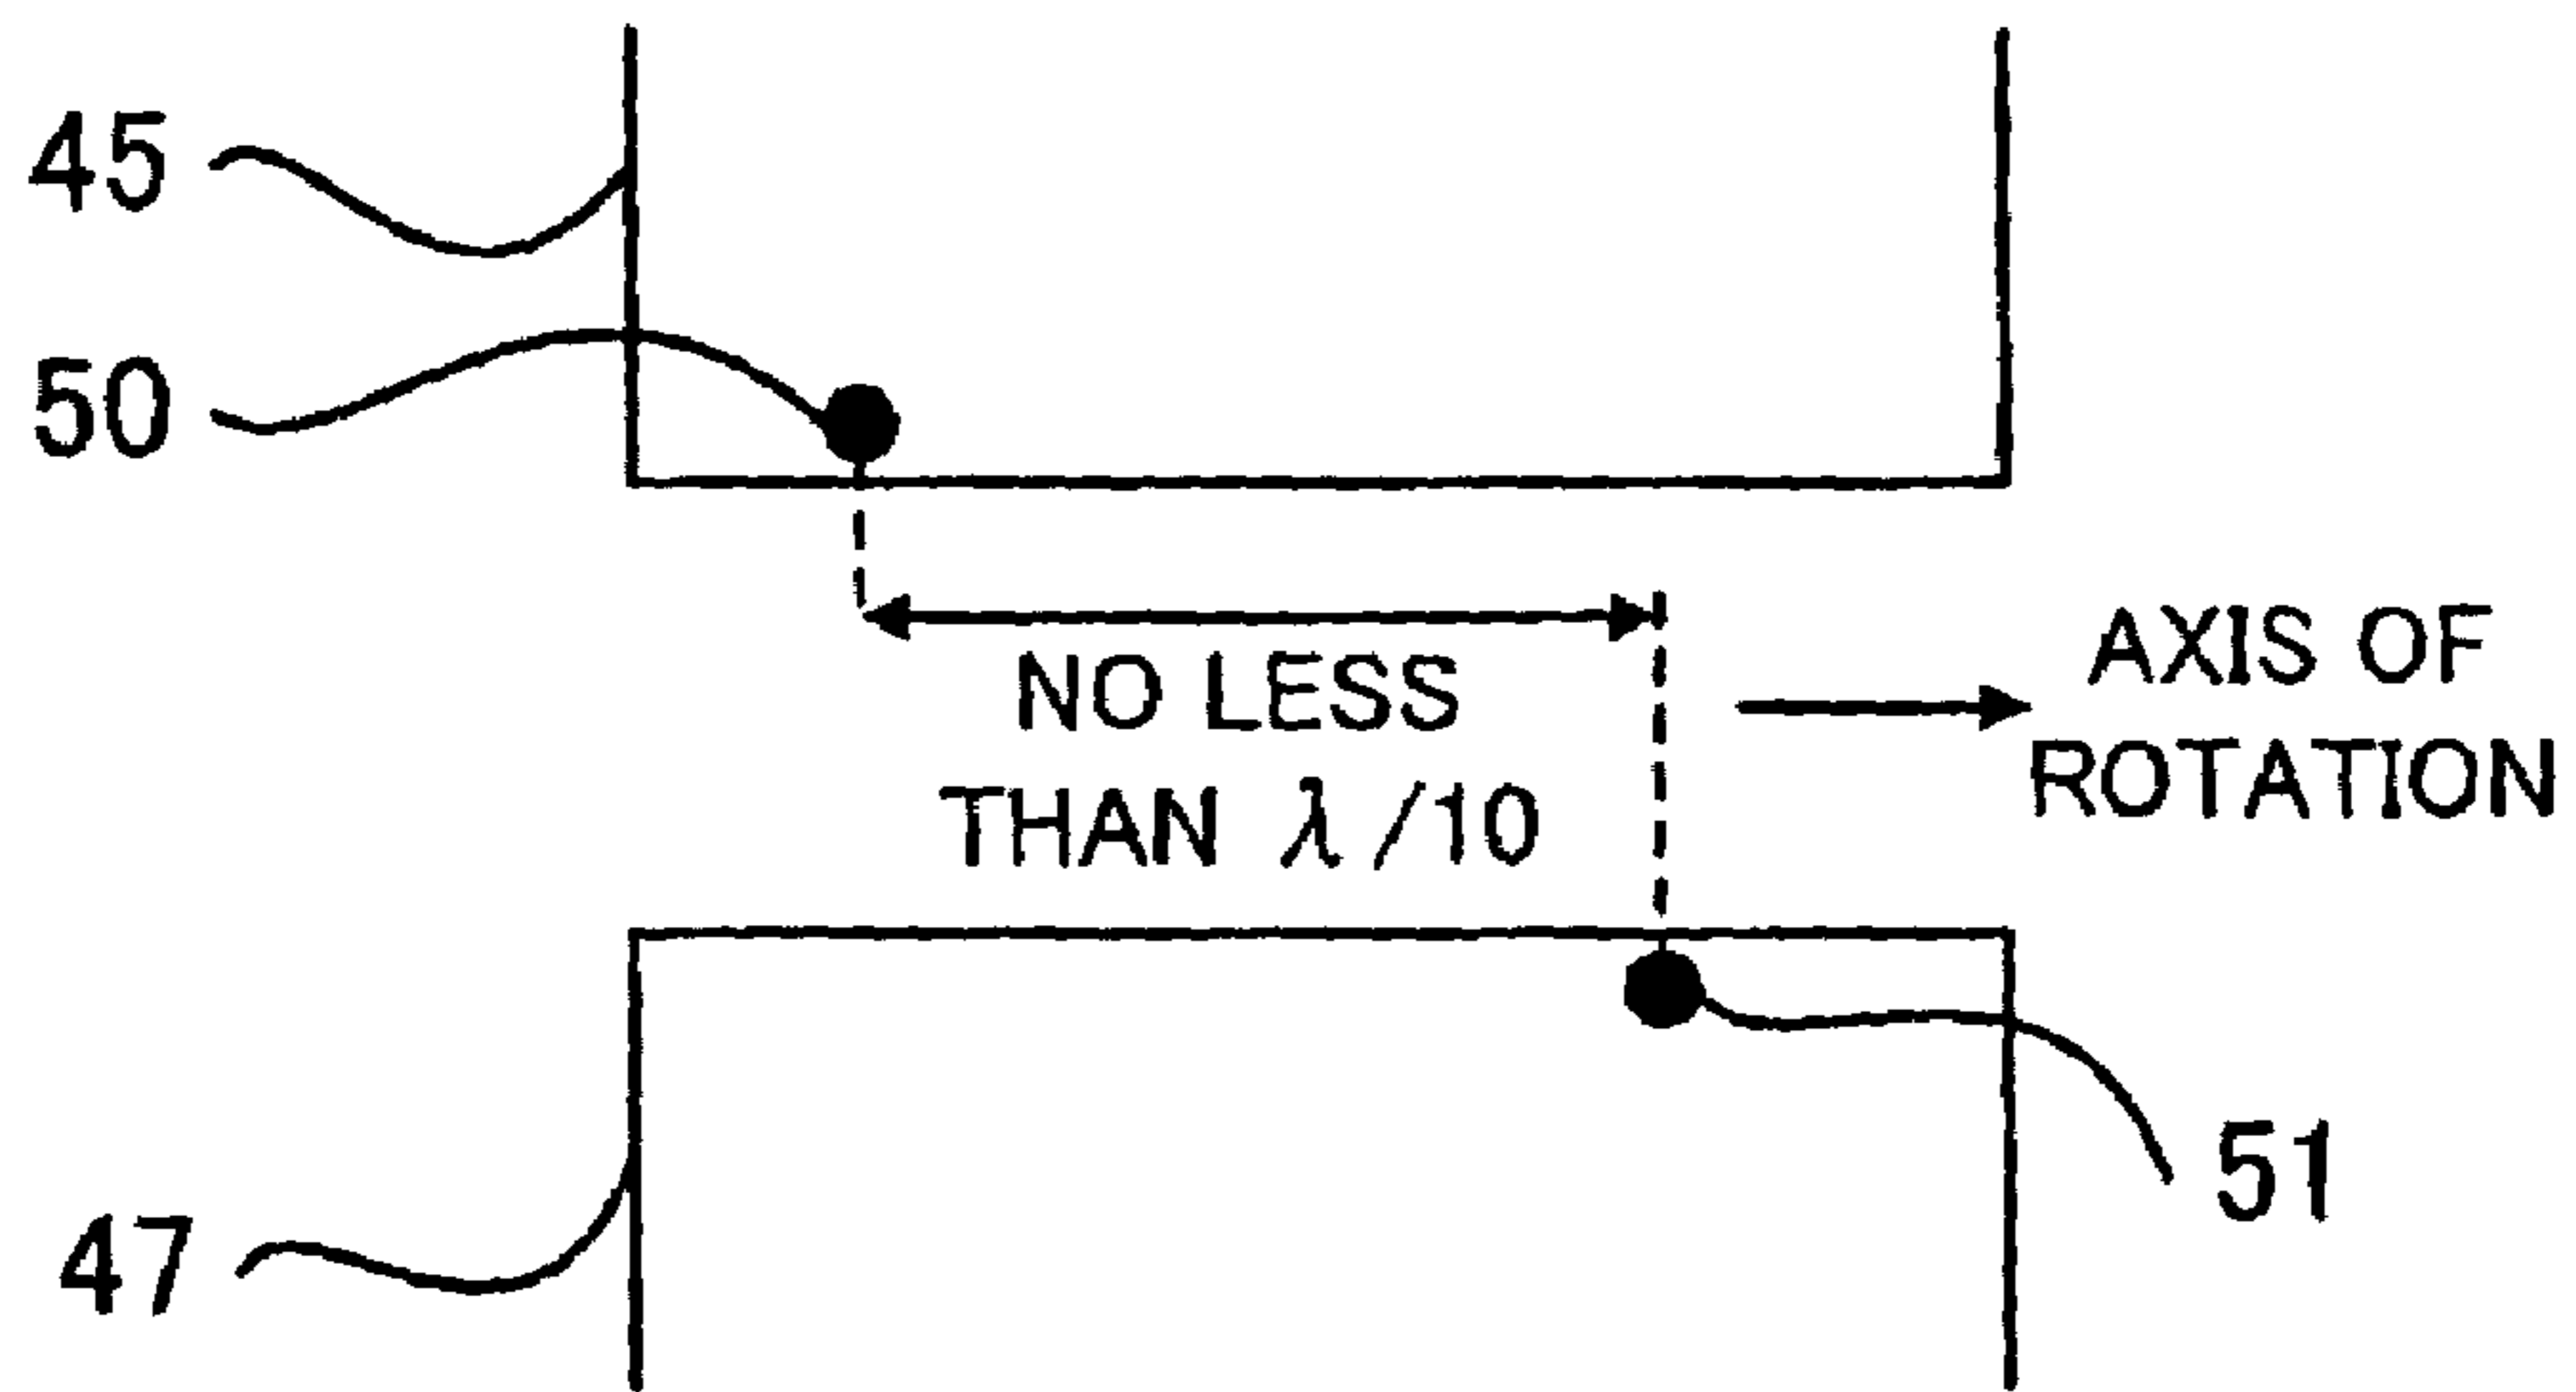 45
50
NO LESS
THAN λ/10
AXIS OF
ROTATION
47
51